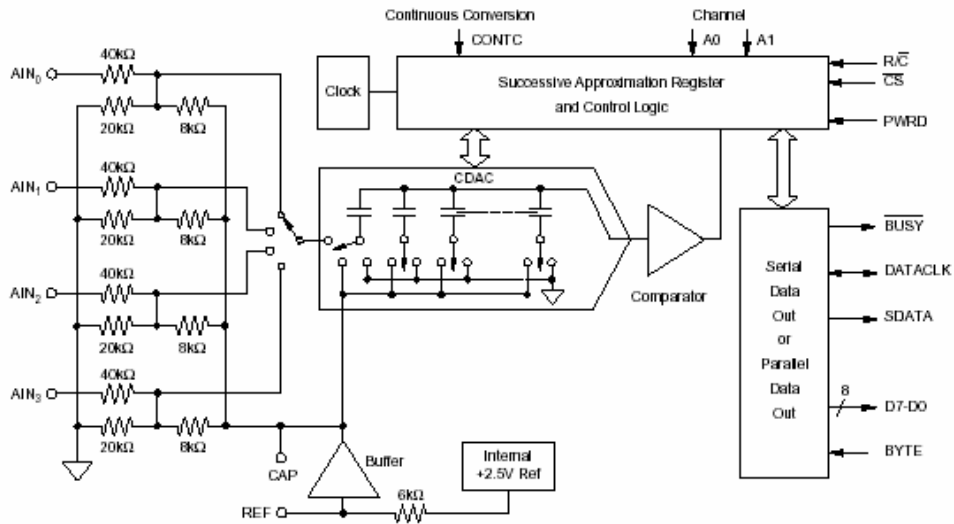 Continuous Conversion
CONTC
Channel
A0
A1
40kΩ
AIN0
20kΩ
8kΩ
Clock
Successive Approximation Register
and Control Logic
R/C̅
C̅S̅
PWRD
40kΩ
AIN1
20kΩ
8kΩ
CDAC
Comparator
40kΩ
AIN2
20kΩ
8kΩ
Serial
Data
Out
or
Parallel
Data
Out
B̅U̅S̅Y̅
DATACLK
SDATA
8
D7-D0
BYTE
40kΩ
AIN3
20kΩ
8kΩ
CAP
Buffer
Internal
+2.5V Ref
6kΩ
REF